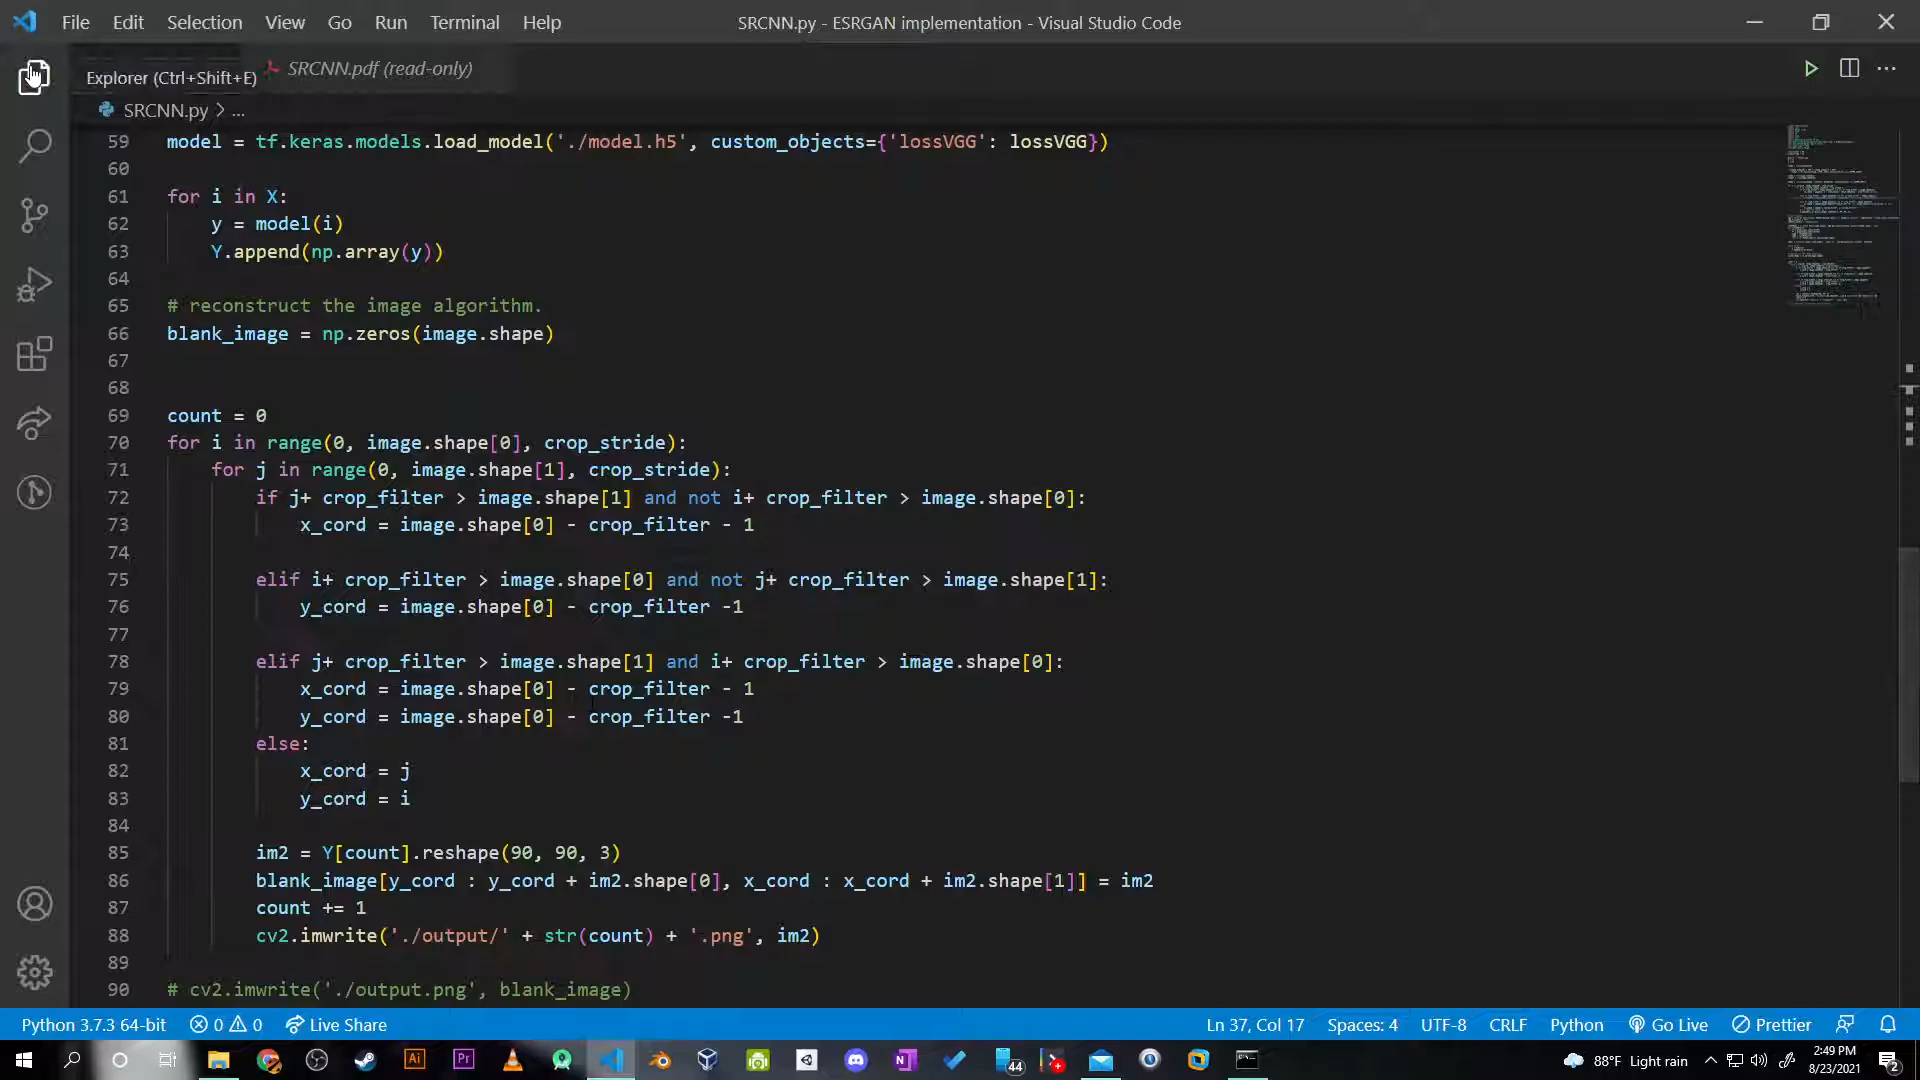 File Edit Selection View Go Run Terminal Help
SRCNN.py - ESRGAN implementation - Visual Studio Code
Explorer (Ctrl+Shift+E)
SRCNN.pdf (read-only)
SRCNN.py > ...
59 model = tf.keras.models.load_model('./model.h5', custom_objects={'lossVGG': lossVGG})
60
61 for i in X:
62 y = model(i)
63 Y.append(np.array(y))
64
65 # reconstruct the image algorithm.
66 blank_image = np.zeros(image.shape)
67
68
69 count = 0
70 for i in range(0, image.shape[0], crop_stride):
71 for j in range(0, image.shape[1], crop_stride):
72 if j+ crop_filter > image.shape[1] and not i+ crop_filter > image.shape[0]:
73 x_cord = image.shape[0] - crop_filter - 1
74
75 elif i+ crop_filter > image.shape[0] and not j+ crop_filter > image.shape[1]:
76 y_cord = image.shape[0] - crop_filter -1
77
78 elif j+ crop_filter > image.shape[1] and i+ crop_filter > image.shape[0]:
79 x_cord = image.shape[0] - crop_filter - 1
80 y_cord = image.shape[0] - crop_filter -1
81 else:
82 x_cord = j
83 y_cord = i
84
85 im2 = Y[count].reshape(90, 90, 3)
86 blank_image[y_cord : y_cord + im2.shape[0], x_cord : x_cord + im2.shape[1]] = im2
87 count += 1
88 cv2.imwrite('./output/' + str(count) + '.png', im2)
89
90 # cv2.imwrite('./output.png', blank_image)
Python 3.7.3 64-bit 0 0 Live Share Ln 37, Col 17 Spaces: 4 UTF-8 CRLF Python Go Live Prettier
Ai Pr N 44 88°F Light rain 2:49 PM
8/23/2021 2